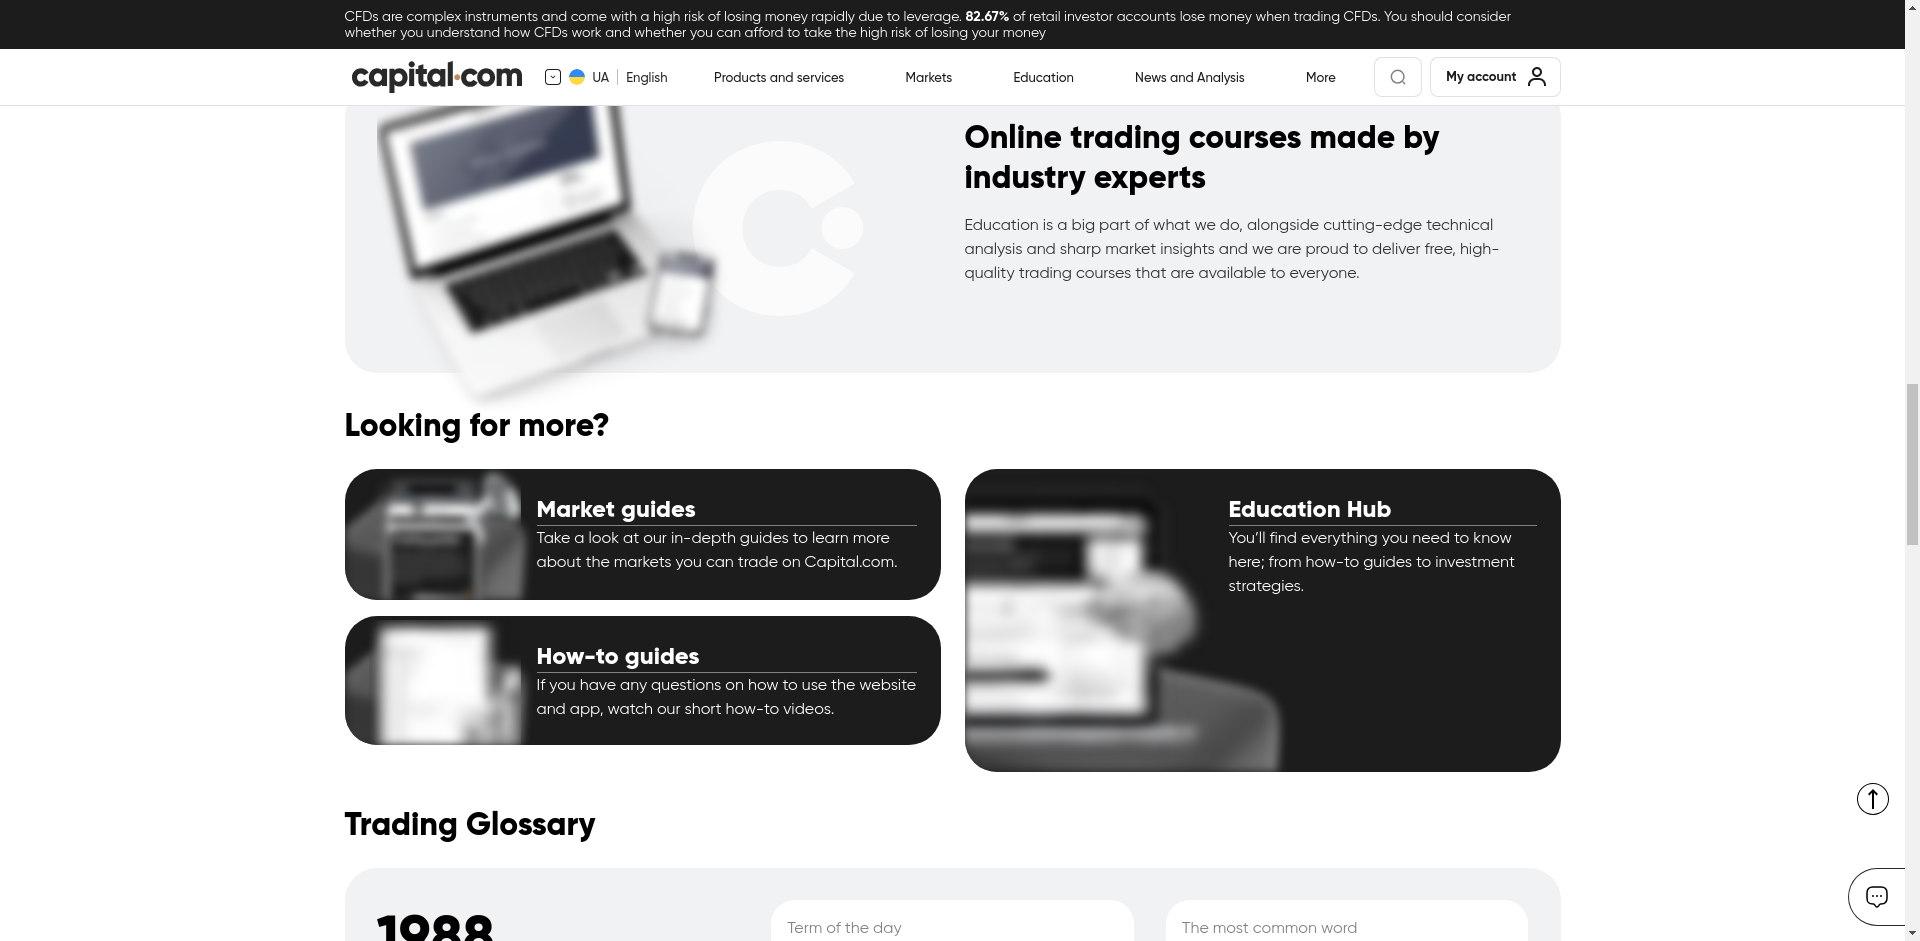 CFDs are complex instruments and come with a high risk of losing money rapidly due to leverage. 82.67% of retail investor accounts lose money when trading CFDs. You should consider
whether you understand how CFDs work and whether you can afford to take the high risk of losing your money
capital.com
UA
English
Products and services
Markets
Education
News and Analysis
More
My account
Online trading courses made by
industry experts
Education is a big part of what we do, alongside cutting-edge technical
analysis and sharp market insights and we are proud to deliver free, high-
quality trading courses that are available to everyone.
Looking for more?
Market guides
Take a look at our in-depth guides to learn more
about the markets you can trade on Capital.com.
How-to guides
If you have any questions on how to use the website
and app, watch our short how-to videos.
Education Hub
You’ll find everything you need to know
here; from how-to guides to investment
strategies.
Trading Glossary
1988
Term of the day
The most common word